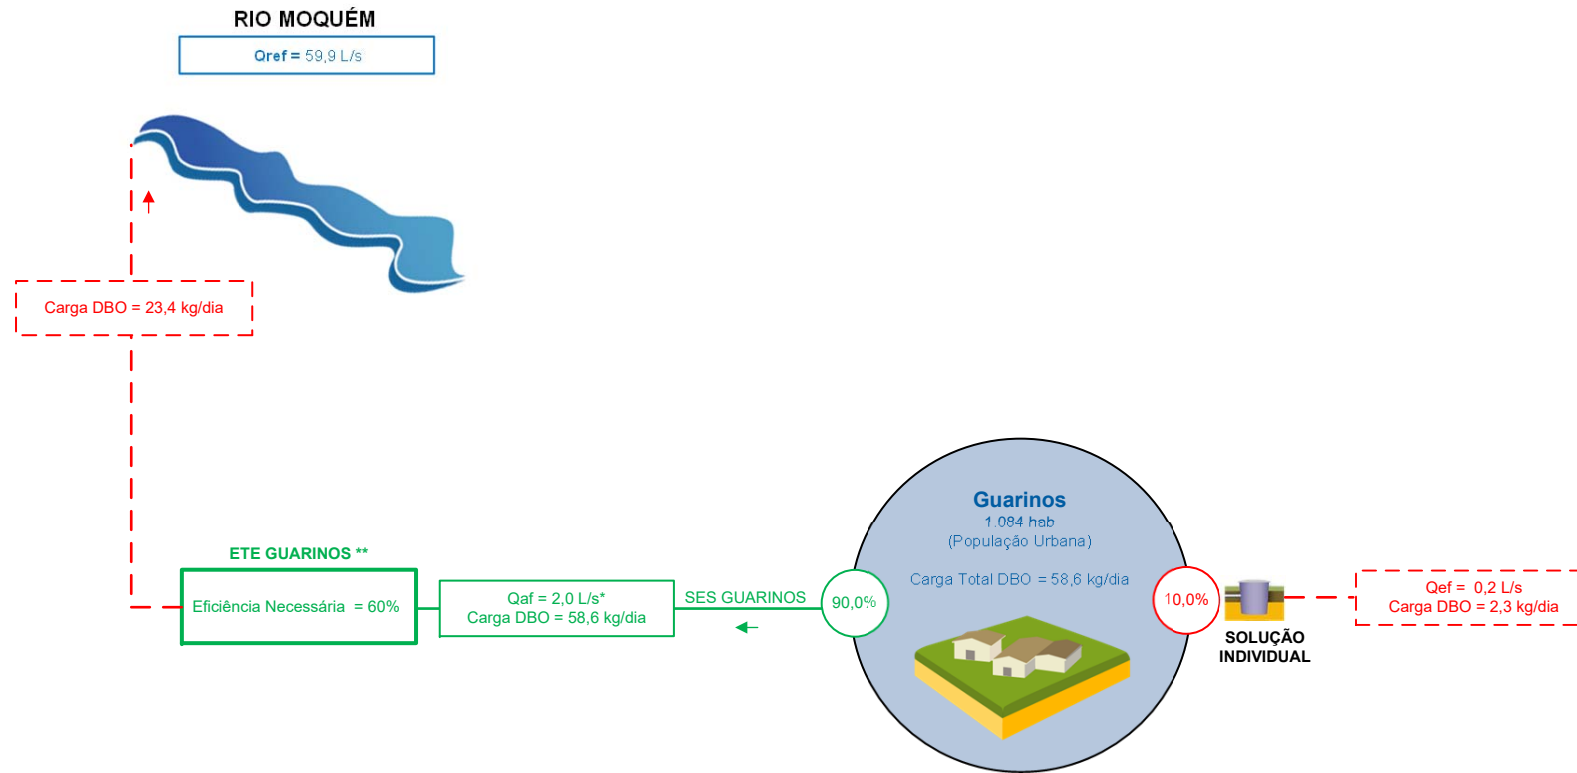 RIO MOQUÉM
Qref = 59,9 L/s
Carga DBO = 23,4 kg/dia
ETE GUARINOS **
Eficiência Necessária = 60%
Qaf = 2,0 L/s*
Carga DBO = 58,6 kg/dia
SES GUARINOS
90,0%
Guarinos
1.084 hab
(População Urbana)
Carga Total DBO = 58,6 kg/dia
10,0%
SOLUÇÃO
INDIVIDUAL
Qef = 0,2 L/s
Carga DBO = 2,3 kg/dia